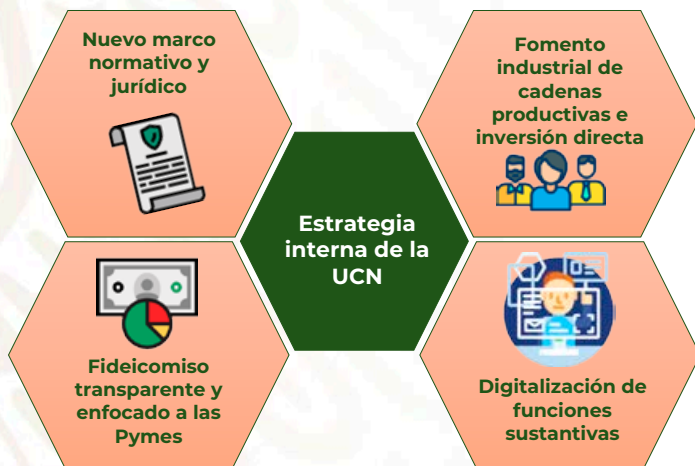 Nuevo marco
normativo y
jurídico
Fomento
industrial de
cadenas
productivas e
inversión directa
Estrategia
interna de la
UCN
Fideicomiso
transparente y
enfocado a las
Pymes
Digitalización de
funciones
sustantivas